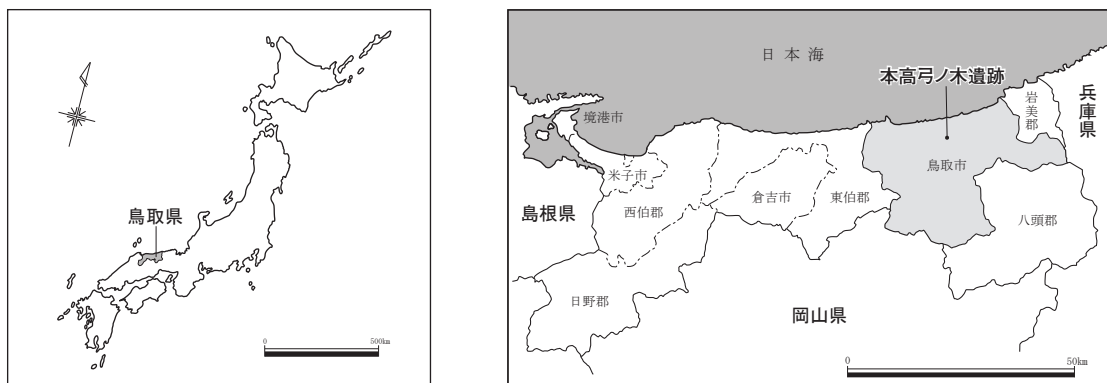 鳥取県
0
500km
日本海
本高弓ノ木遺跡
兵庫県
岩美郡
境港市
鳥取市
米子市
島根県
西伯郡
倉吉市
東伯郡
八頭郡
日野郡
岡山県
0
50km